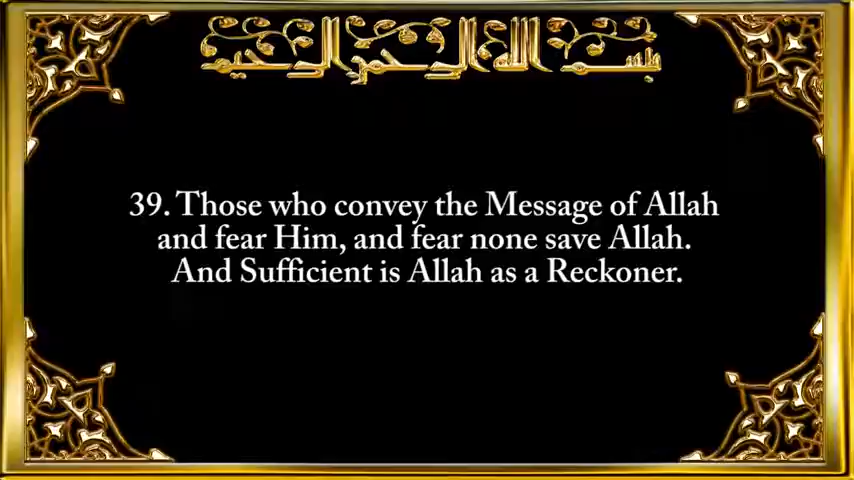 بسم الله الرحمن الرحيم
39. Those who convey the Message of Allah
and fear Him, and fear none save Allah.
And Sufficient is Allah as a Reckoner.